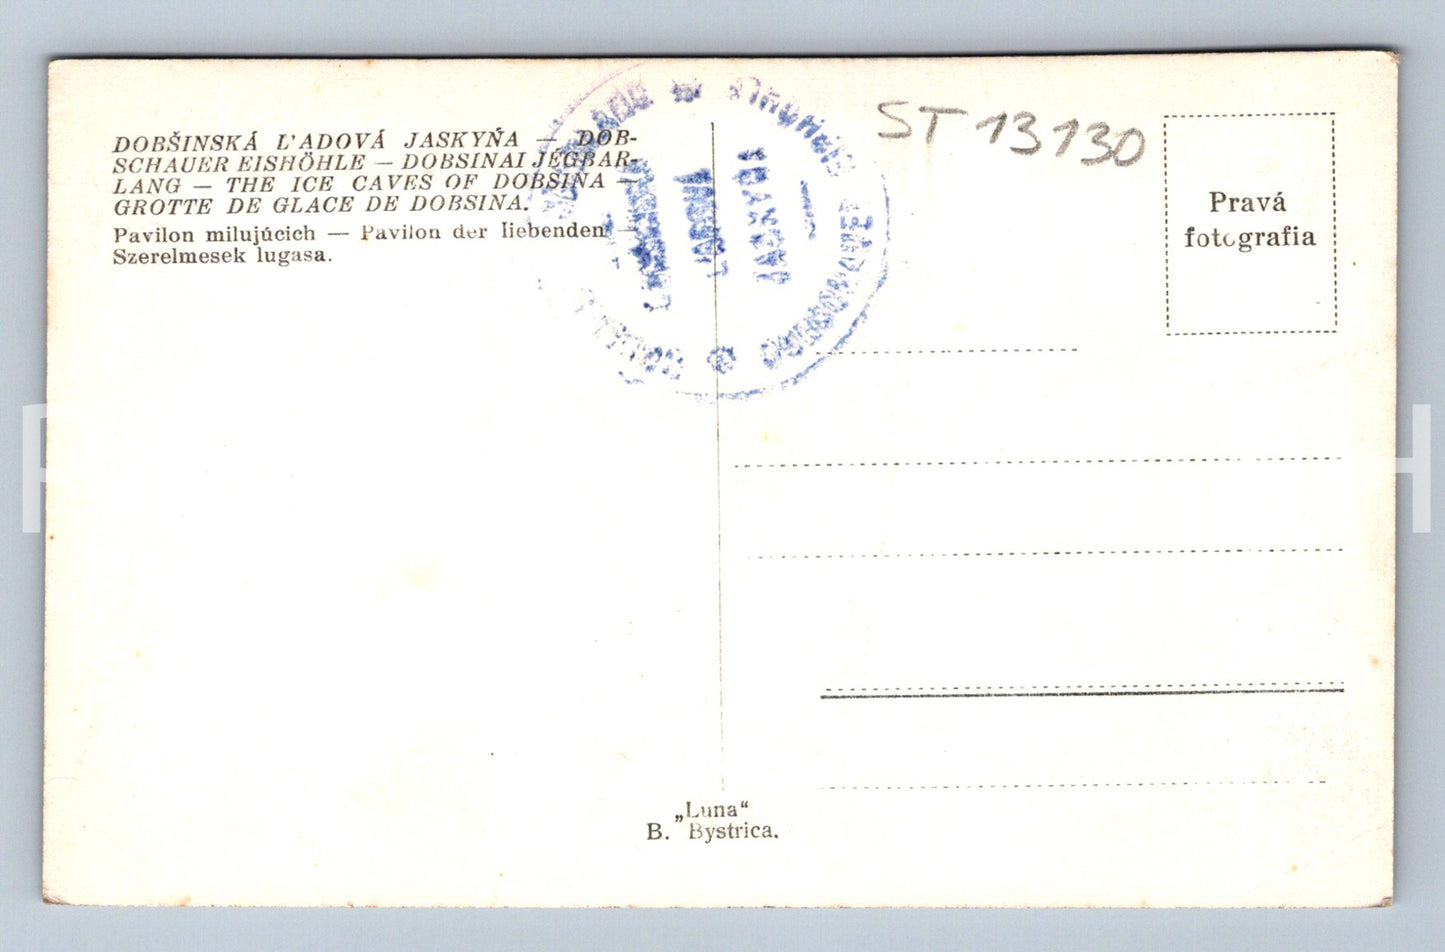 DOBŠINSKÁ ĽADOVÁ JASKYŇA — DOB-
SCHAUER EISHÖHLE — DOBSINAI JÉGBAR-
LANG — THE ICE CAVES OF DOBSINA —
GROTTE DE GLACE DE DOBSINA.
Pavilon milujúcich — Pavilon der liebenden —
Szerelmesek lugasa.
ST 13130
Pravá
fotografia
JASKYŇA
„Luna“
B. Bystrica.